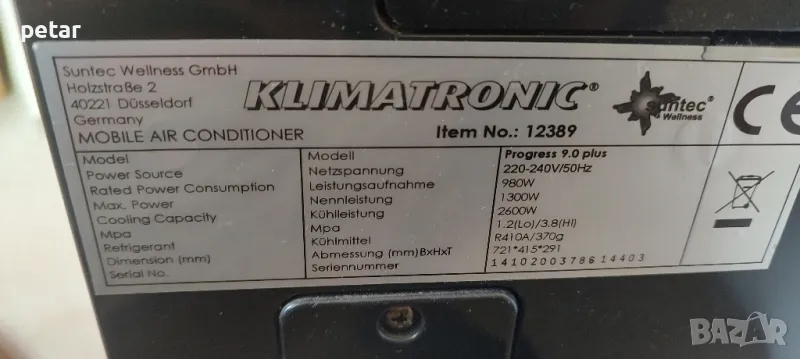 petar
Suntec Wellness GmbH
Holzstraße 2
40221 Düsseldorf
Germany
KLIMATRONIC®
suntec®
Wellness
CE
MOBILE AIR CONDITIONER Item No.: 12389
Model Modell Progress 9.0 plus
Power Source Netzspannung 220-240V/50Hz
Rated Power Consumption Leistungsaufnahme 980W
Max. Power Nennleistung 1300W
Cooling Capacity Kühlleistung 2600W
Mpa Mpa 1.2(Lo)/3.8(HI)
Refrigerant Kühlmittel R410A/370g
Dimension (mm) Abmessung (mm)BxHxT 721*415*291
Serial No. Seriennummer 1410200378614403
BAZAR